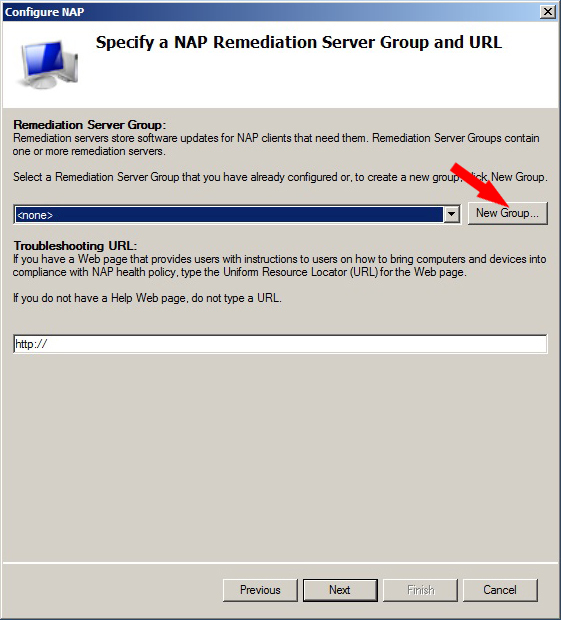 Configure NAP
Specify a NAP Remediation Server Group and URL
Remediation Server Group:
Remediation servers store software updates for NAP clients that need them. Remediation Server Groups contain
one or more remediation servers.
Select a Remediation Server Group that you have already configured or, to create a new group, click New Group.
<none>
New Group...
Troubleshooting URL:
If you have a Web page that provides users with instructions to users on how to bring computers and devices into
compliance with NAP health policy, type the Uniform Resource Locator (URL) for the Web page.
If you do not have a Help Web page, do not type a URL.
http://
Previous
Next
Finish
Cancel